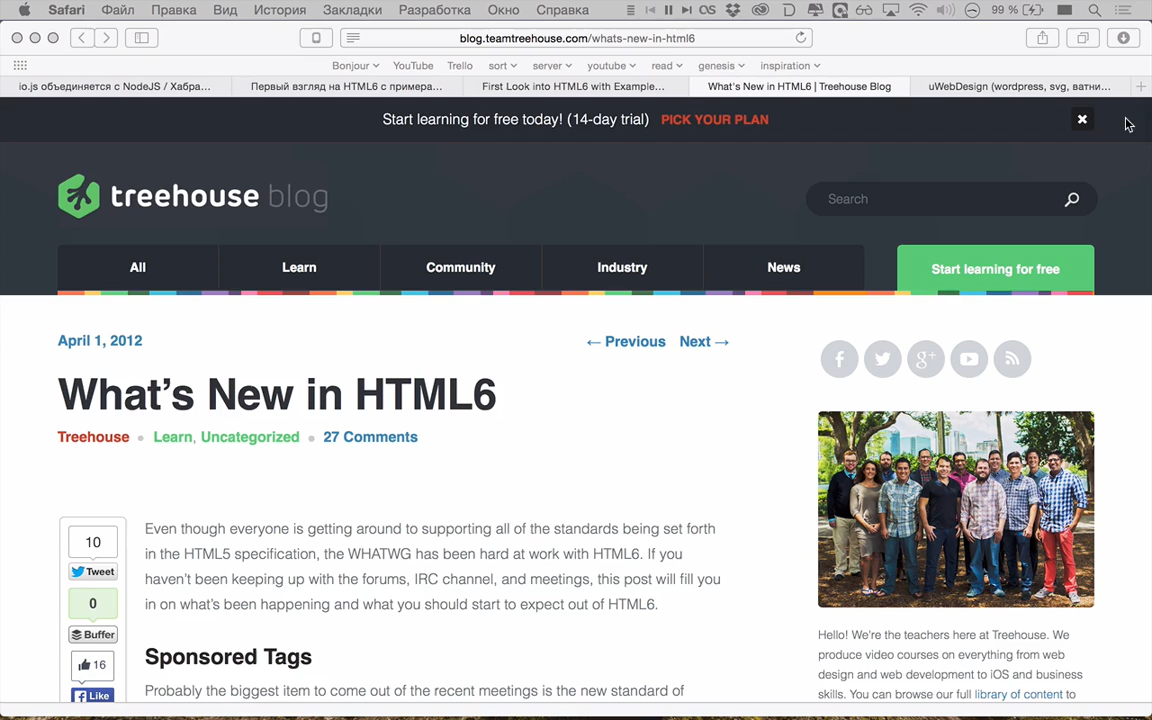 Safari Файл Правка Вид История Закладки Разработка Окно Справка OS 99 %
blog.teamtreehouse.com/whats-new-in-html6
Bonjour YouTube Trello sort server youtube read genesis inspiration
io.js объединяется с NodeJS / Хабра...
Первый взгляд на HTML6 с примера...
First Look into HTML6 with Example...
What's New in HTML6 | Treehouse Blog
uWebDesign (wordpress, svg, ватни...
Start learning for free today! (14-day trial) PICK YOUR PLAN
treehouse blog
Search
All Learn Community Industry News Start learning for free
April 1, 2012
← Previous Next →
What's New in HTML6
Treehouse ● Learn, Uncategorized ● 27 Comments
10
Tweet
0
Buffer
16
Like
Even though everyone is getting around to supporting all of the standards being set forth
in the HTML5 specification, the WHATWG has been hard at work with HTML6. If you
haven't been keeping up with the forums, IRC channel, and meetings, this post will fill you
in on what's been happening and what you should start to expect out of HTML6.
Sponsored Tags
Probably the biggest item to come out of the recent meetings is the new standard of
Hello! We're the teachers here at Treehouse. We
produce video courses on everything from web
design and web development to iOS and business
skills. You can browse our full library of content to